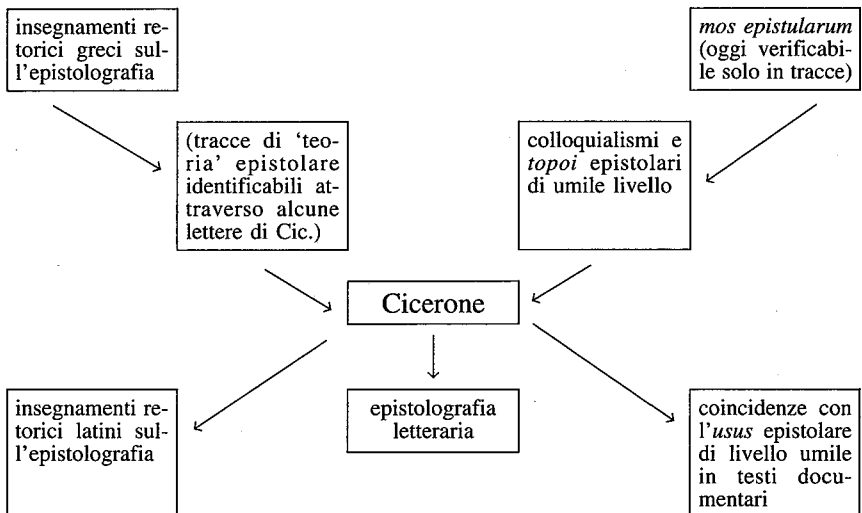 insegnamenti re-
torici greci sul-
l'epistolografia
mos epistularum
(oggi verificabi-
le solo in tracce)
(tracce di ‘teo-
ria’ epistolare
identificabili at-
traverso alcune
lettere di Cic.)
colloquialismi e
topoi epistolari
di umile livello
Cicerone
insegnamenti re-
torici latini sul-
l'epistolografia
epistolografia
letteraria
coincidenze con
l'usus epistolare
di livello umile
in testi docu-
mentari